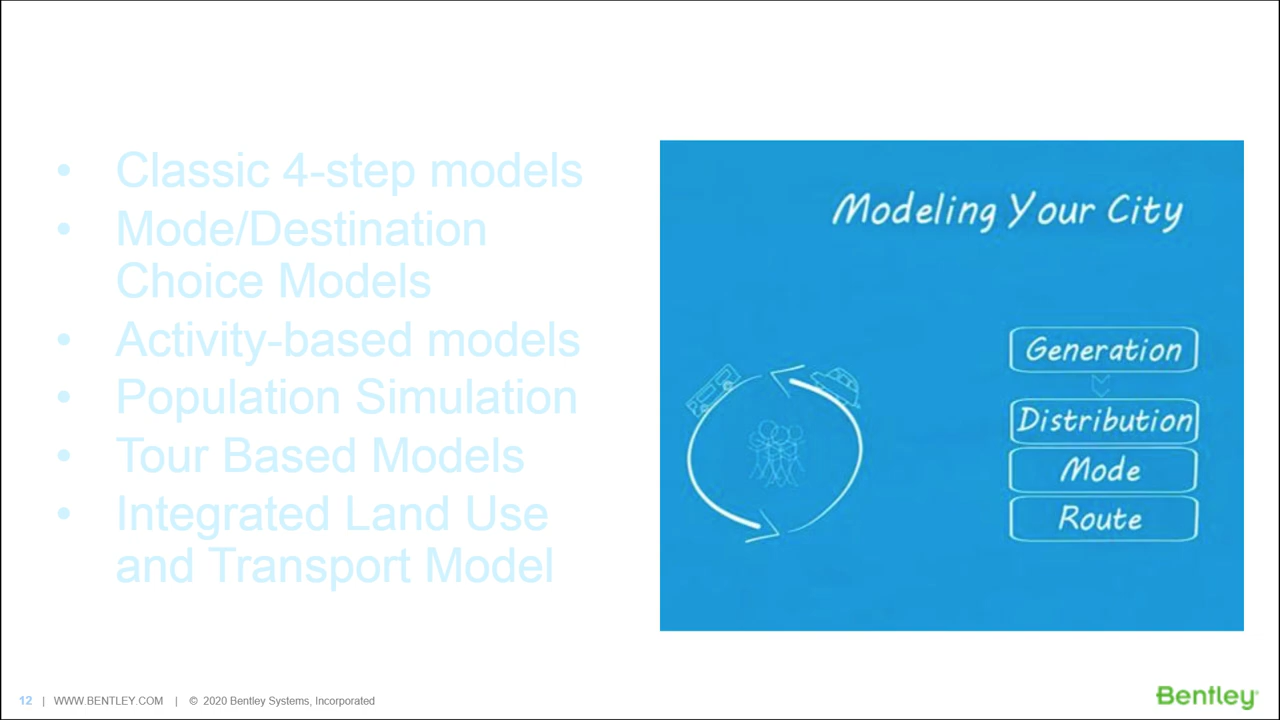 • Classic 4-step models
• Mode/Destination
Choice Models
• Activity-based models
• Population Simulation
• Tour Based Models
• Integrated Land Use
and Transport Model
Modeling Your City
Generation
Distribution
Mode
Route
12 | WWW.BENTLEY.COM | © 2020 Bentley Systems, Incorporated
Bentley®